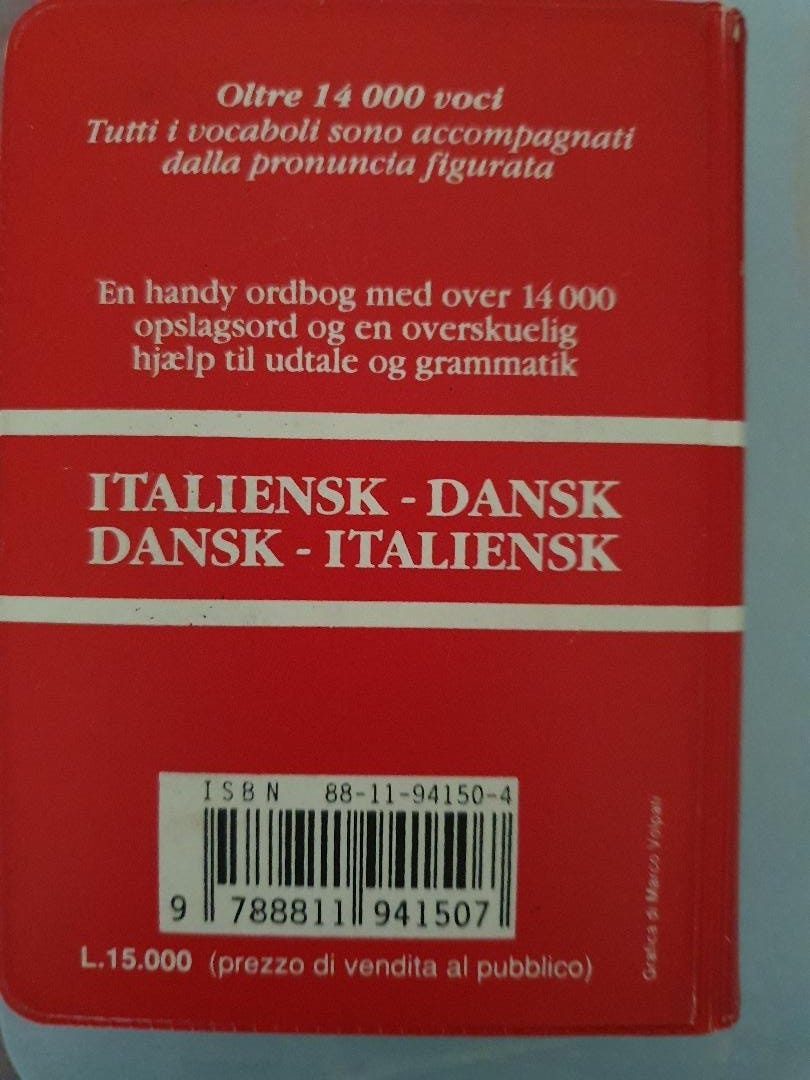 Oltre 14 000 voci
Tutti i vocaboli sono accompagnati
dalla pronuncia figurata
En handy ordbog med over 14 000
opslagsord og en overskuelig
hjælp til udtale og grammatik
ITALIENSK - DANSK
DANSK - ITALIENSK
ISBN 88-11-94150-4
9 788811 941507
L.15.000 (prezzo di vendita al pubblico)
Grafica di Marco Volpati